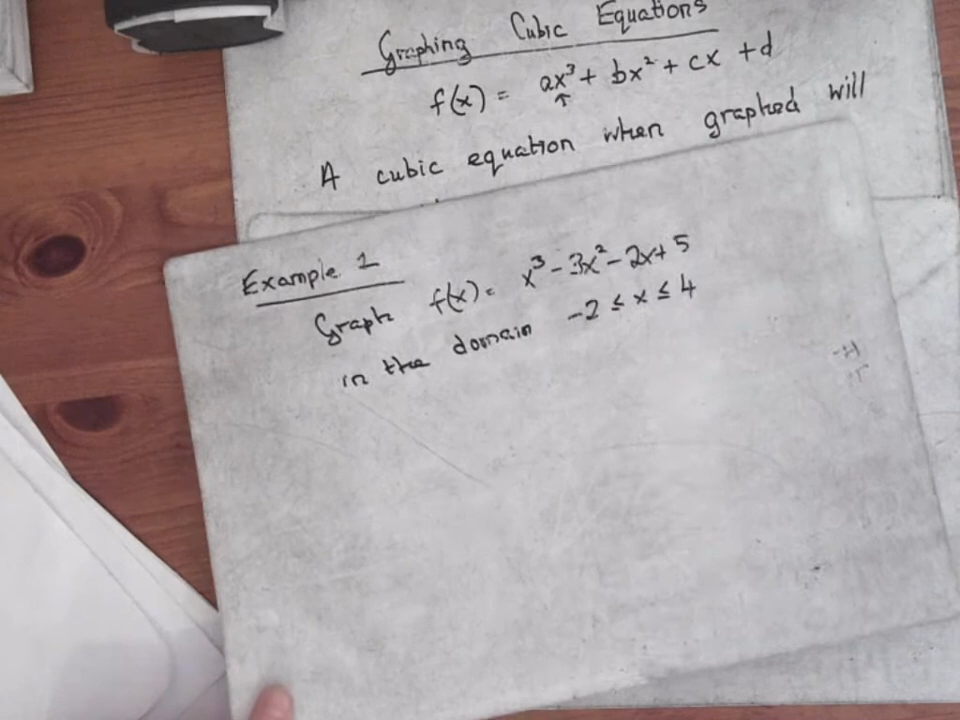 Graphing Cubic Equations
f(x) = ax³ + bx² + cx + d
↑
A cubic equation when graphed will
Example 1
Graph f(x) = x³ - 3x² - 2x + 5
in the domain -2 ≤ x ≤ 4